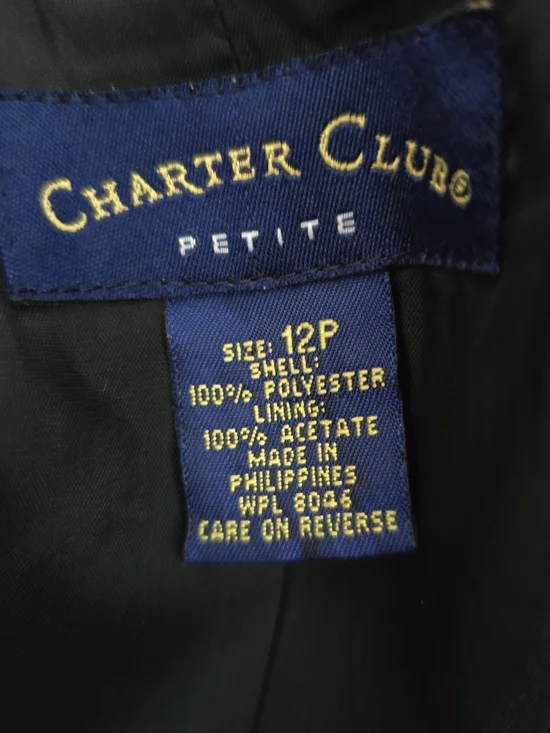 CHARTER CLUB®
PETITE
SIZE: 12P
SHELL:
100% POLYESTER
LINING:
100% ACETATE
MADE IN
PHILIPPINES
WPL 8046
CARE ON REVERSE